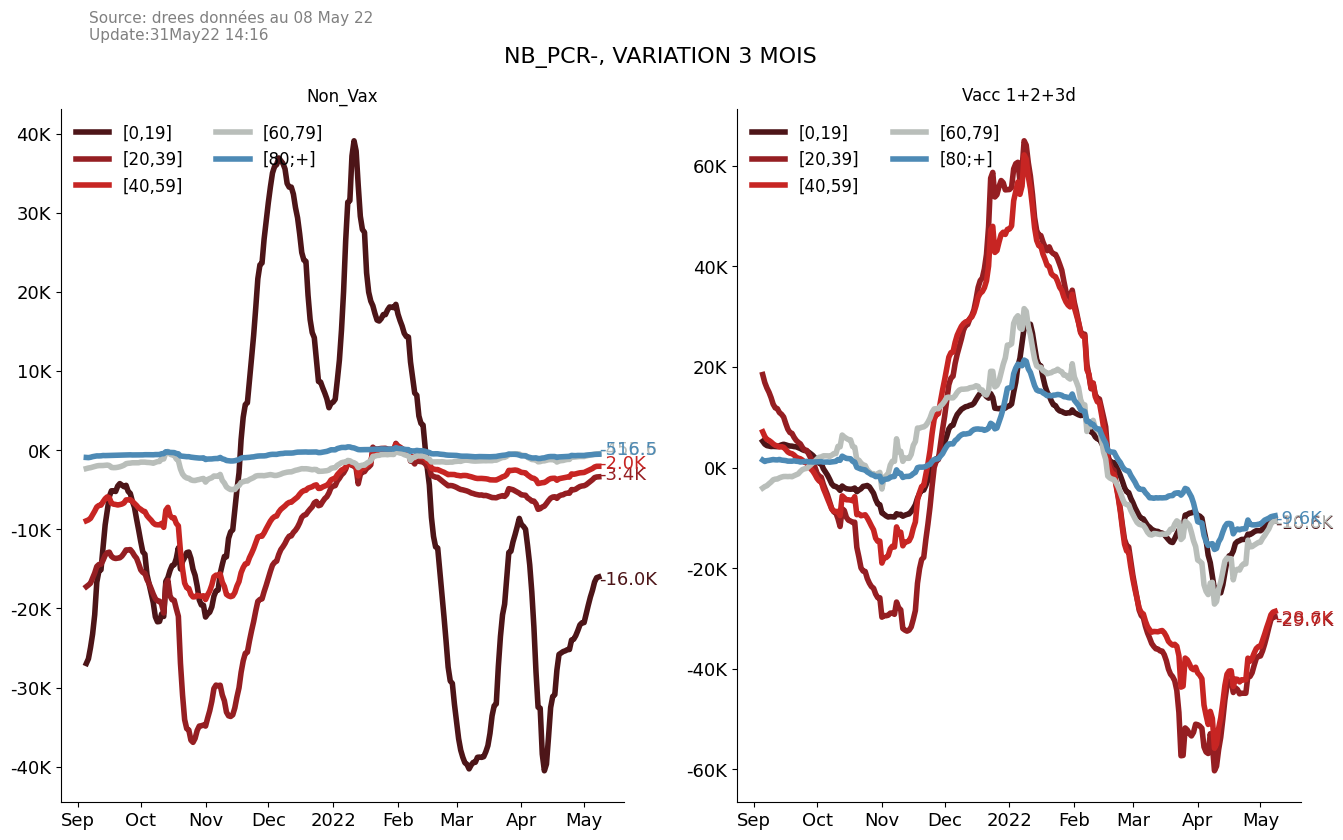 Source: drees données au 08 May 22
Update:31May22 14:16
NB_PCR-, VARIATION 3 MOIS
Non_Vax
[0,19]
[20,39]
[40,59]
[60,79]
[80;+]
40K
30K
20K
10K
0K
-10K
-20K
-30K
-40K
-516.5
-2.0K
-3.4K
-16.0K
Sep Oct Nov Dec 2022 Feb Mar Apr May
Vacc 1+2+3d
[0,19]
[20,39]
[40,59]
[60,79]
[80;+]
60K
40K
20K
0K
-20K
-40K
-60K
-9.6K
-10.6K
Sep Oct Nov Dec 2022 Feb Mar Apr May